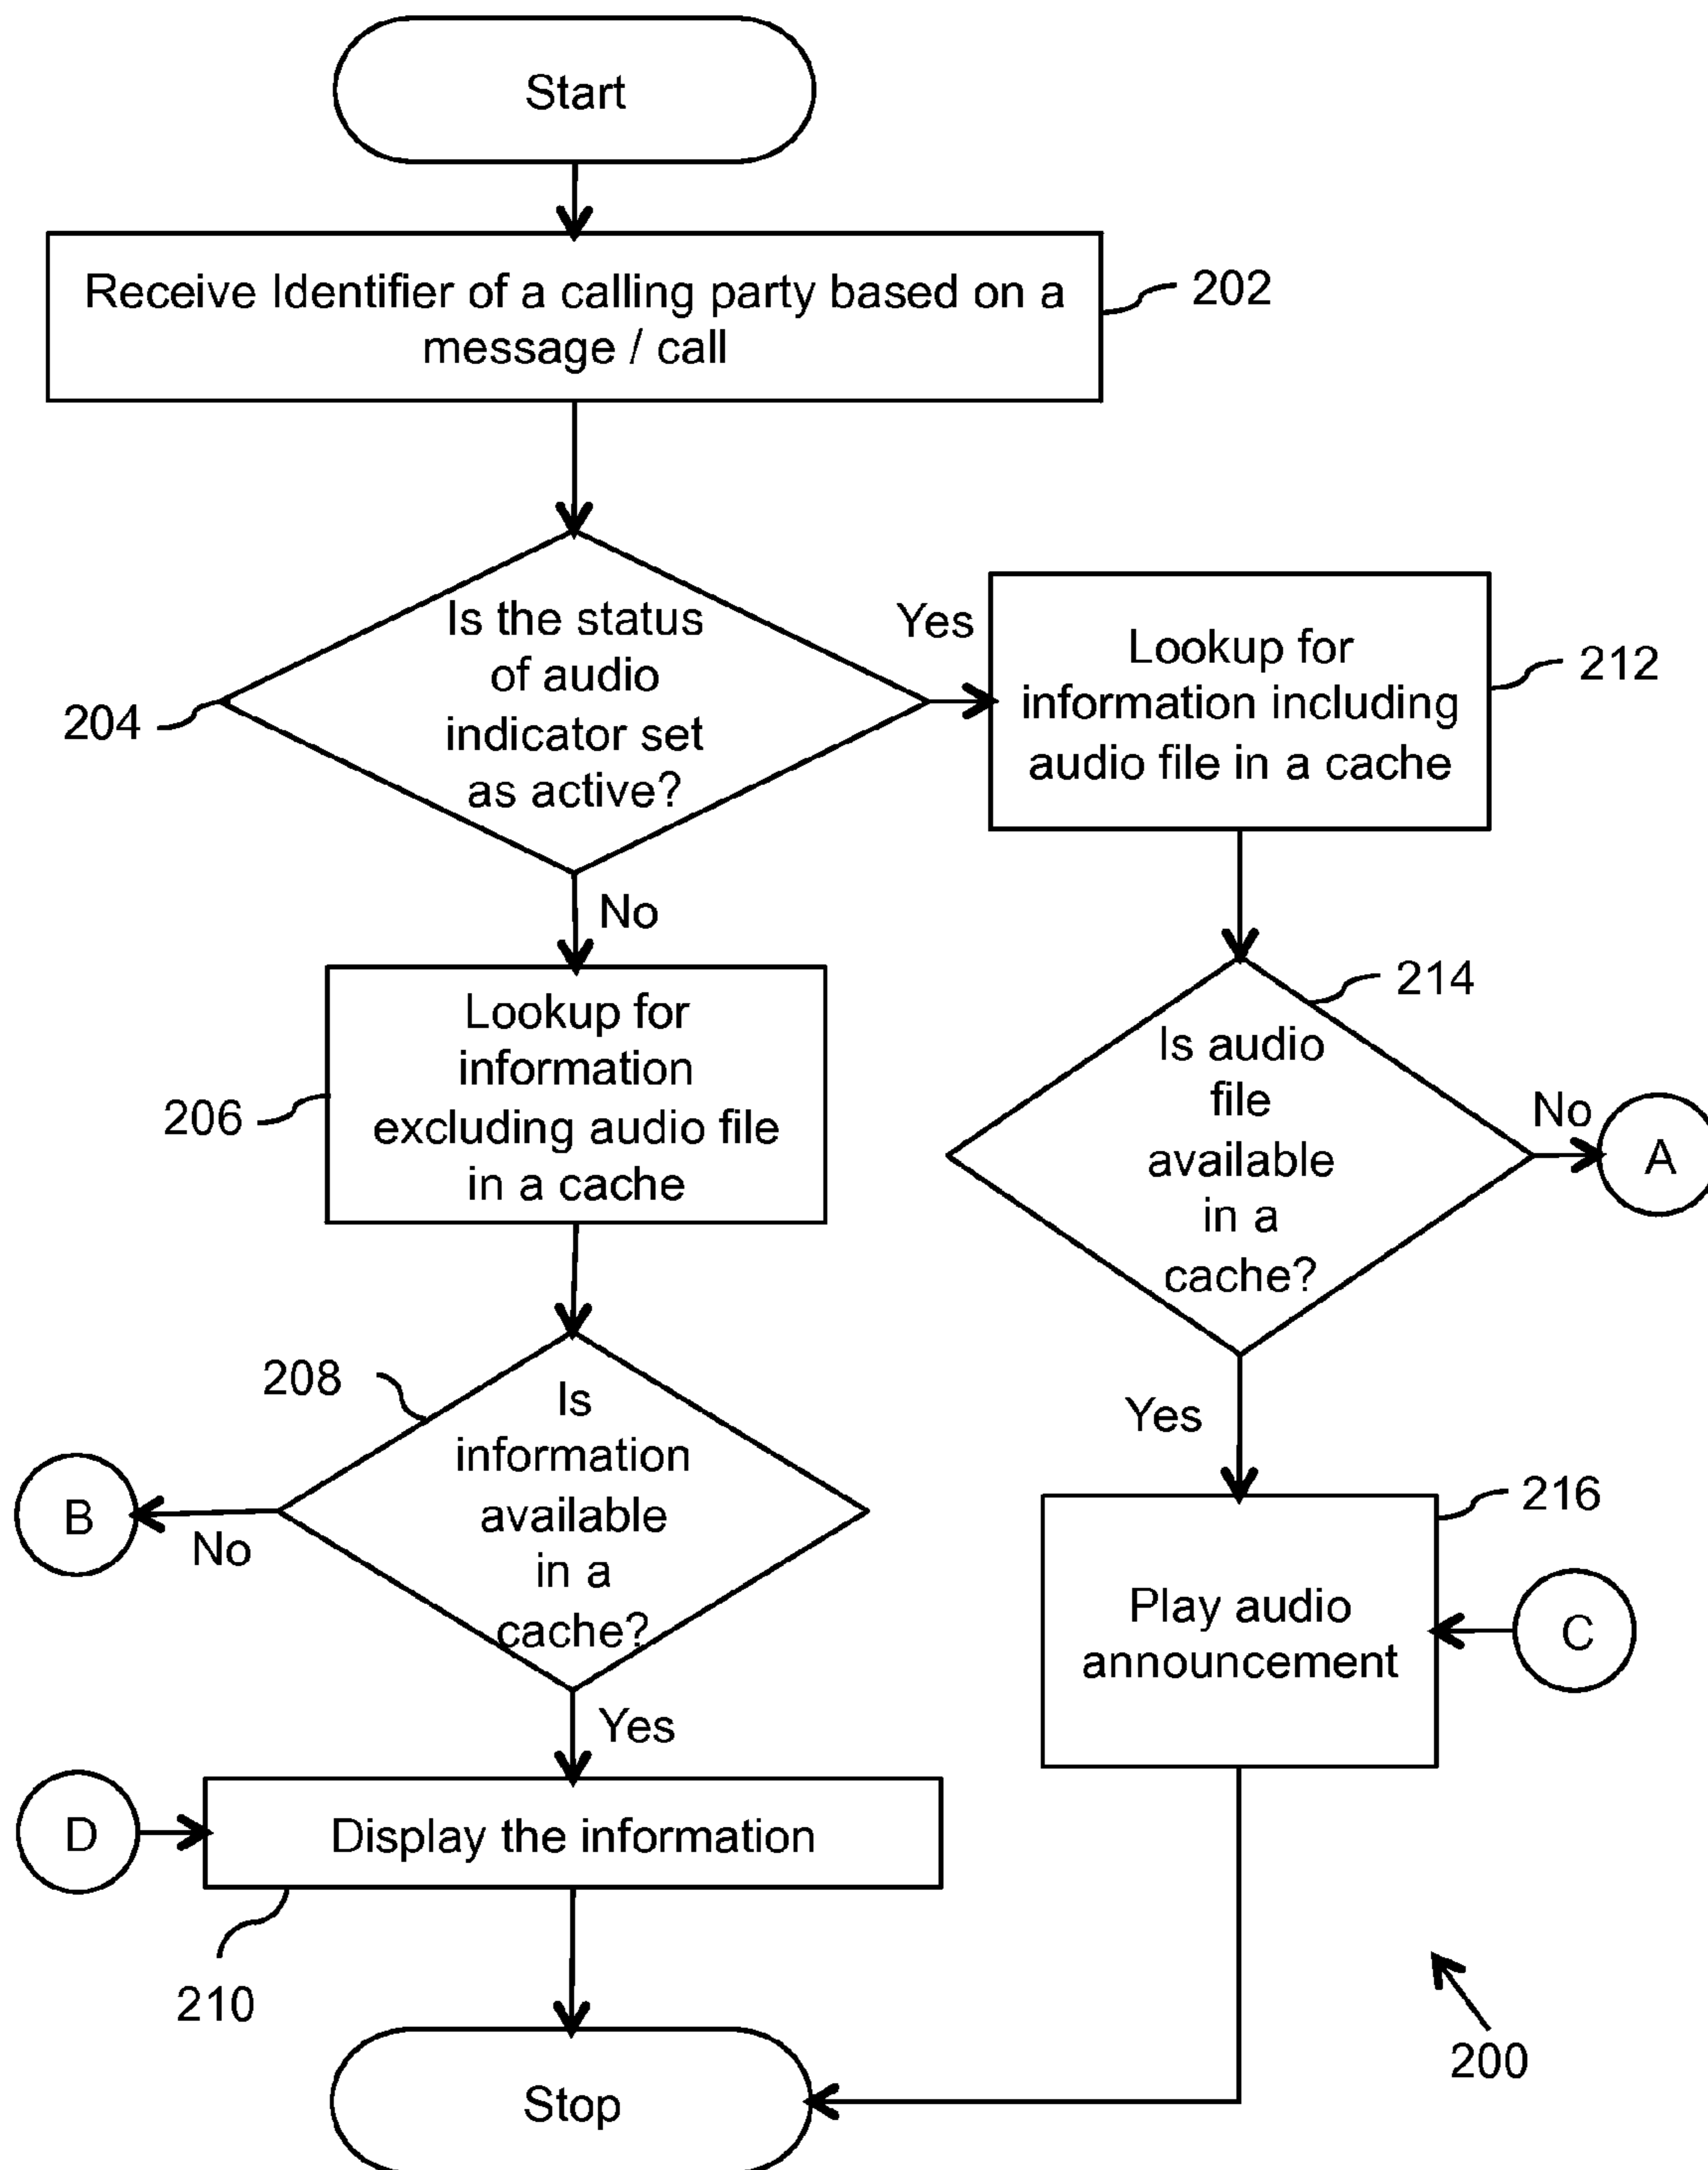 Start
Receive Identifier of a calling party based on a
message / call
202
Is the status
of audio
indicator set
as active?
204
Yes
Lookup for
information including
audio file in a cache
212
No
Lookup for
information
excluding audio file
in a cache
206
214
Is audio
file
available
in a
cache?
No
A
208
Is
information
available
in a
cache?
B
No
Yes
216
Play audio
announcement
C
Yes
D
Display the information
210
Stop
200